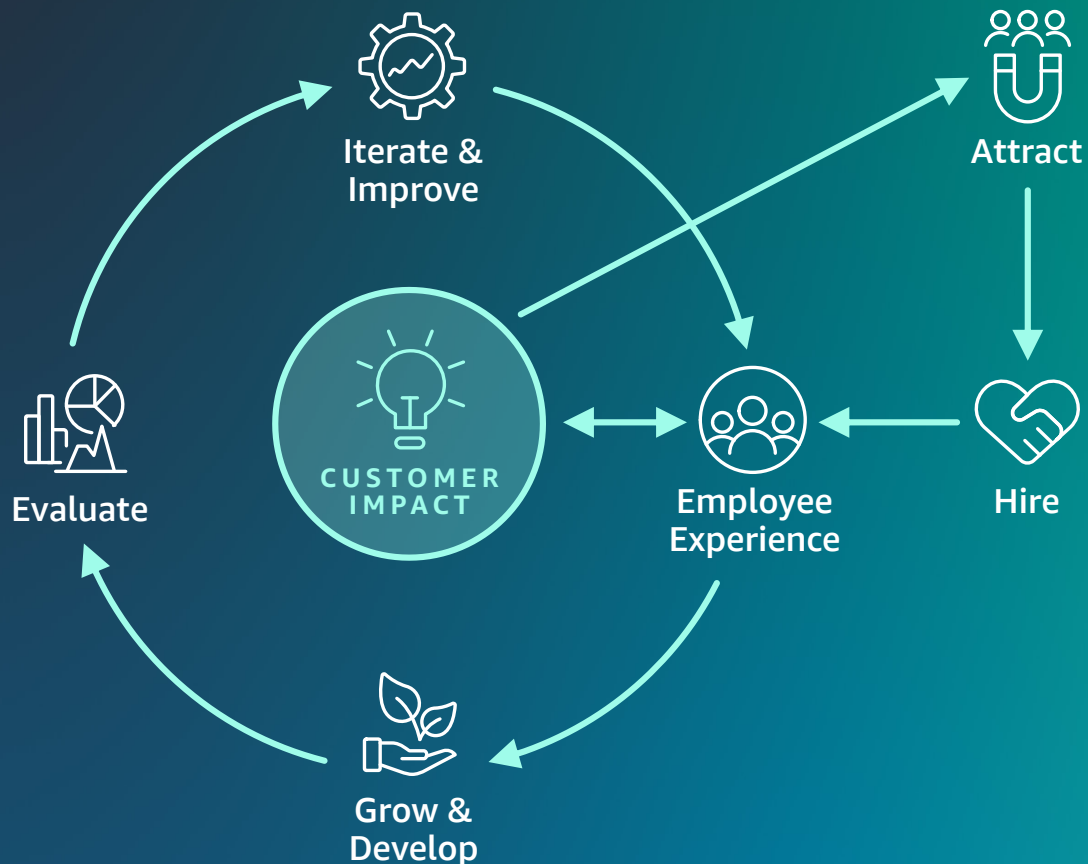 Iterate &
Improve
Attract
CUSTOMER
IMPACT
Evaluate
Employee
Experience
Hire
Grow &
Develop